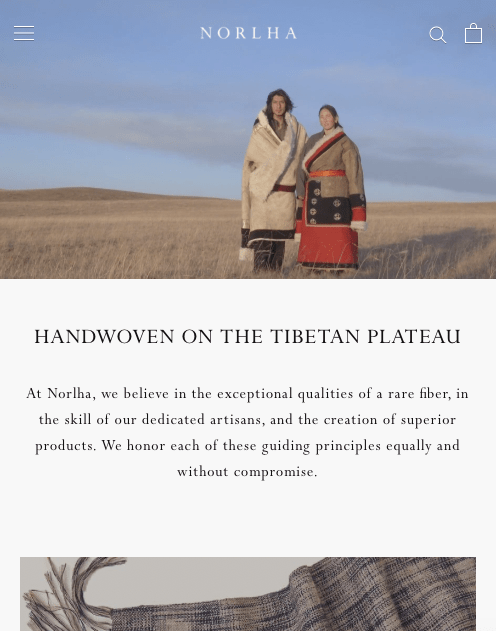 NORLHA
HANDWOVEN ON THE TIBETAN PLATEAU
At Norlha, we believe in the exceptional qualities of a rare fiber, in
the skill of our dedicated artisans, and the creation of superior
products. We honor each of these guiding principles equally and
without compromise.